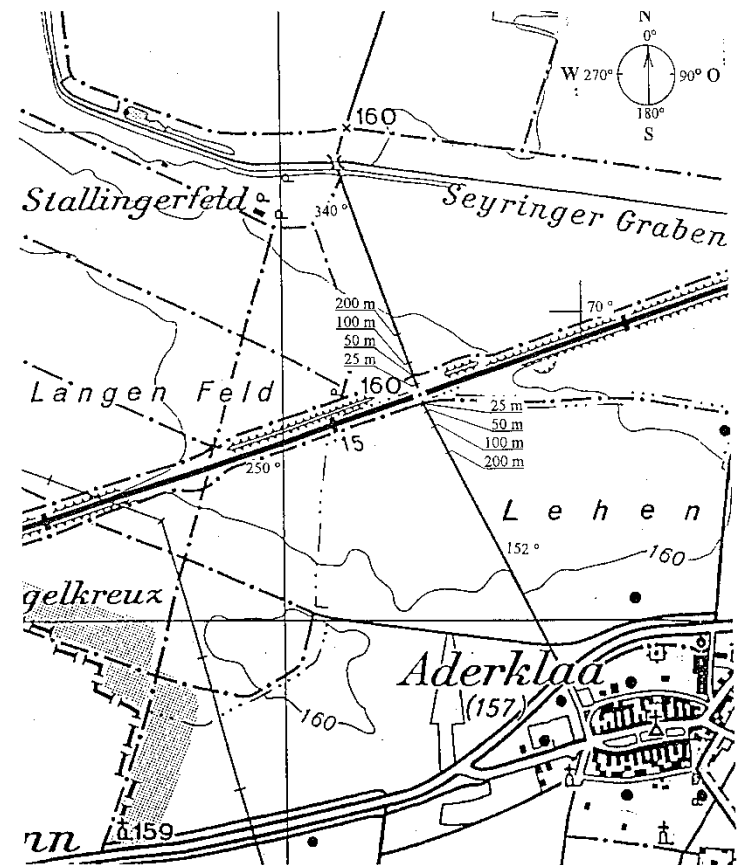 N
0°
W 270° 90° O
180°
S
160
Stallingerfeld
P
P
P
340°
Seyringer Graben
200 m
100 m
50 m
25 m
70°
Langen Feld
P
160
15
25 m
50 m
100 m
200 m
250°
Lehen
152°
160
gelkreuz
Aderklaa
(157)
160
159
nn